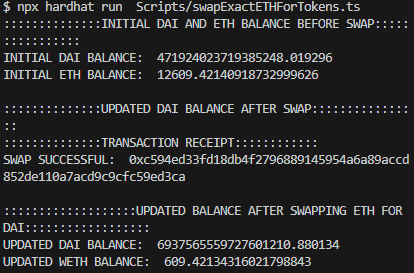 $ npx hardhat run  Scripts/swapExactETHForTokens.ts
:::::::::::::::INITIAL DAI AND ETH BALANCE BEFORE SWAP::::::
::::::::::::
INITIAL DAI BALANCE:  471924023719385248.019296
INITIAL ETH BALANCE:  12609.42140918732999626

:::::::::::::::UPDATED DAI BALANCE AFTER SWAP:::::::::::::::
::
:::::::::::::::TRANSACTION RECEIPT:::::::::::::
SWAP SUCCESSFUL:  0xc594ed33fd18db4f2796889145954a6a89accd
852de110a7acd9c9cfc59ed3ca

::::::::::::::::::::UPDATED BALANCE AFTER SWAPPING ETH FOR
DAI:::::::::::::::::::
UPDATED DAI BALANCE:  6937565559727601210.880134
UPDATED WETH BALANCE:  609.42134316021798843